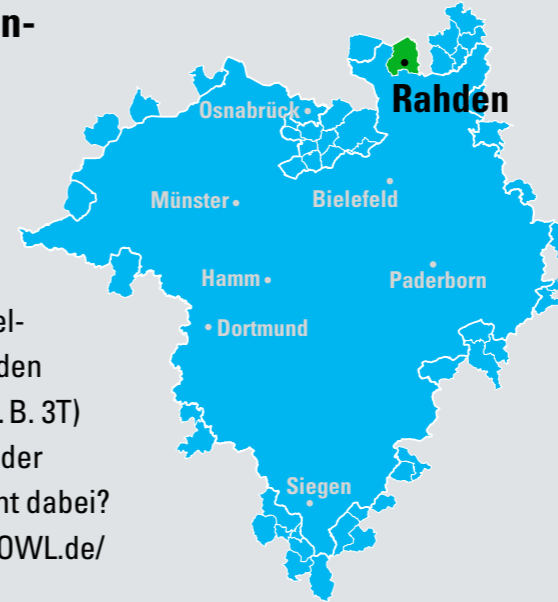 n-
Rahden
Osnabrück
Münster
Bielefeld
Hamm
Paderborn
Dortmund
el-
den
. B. 3T)
der
nt dabei?
OWL.de/
Siegen